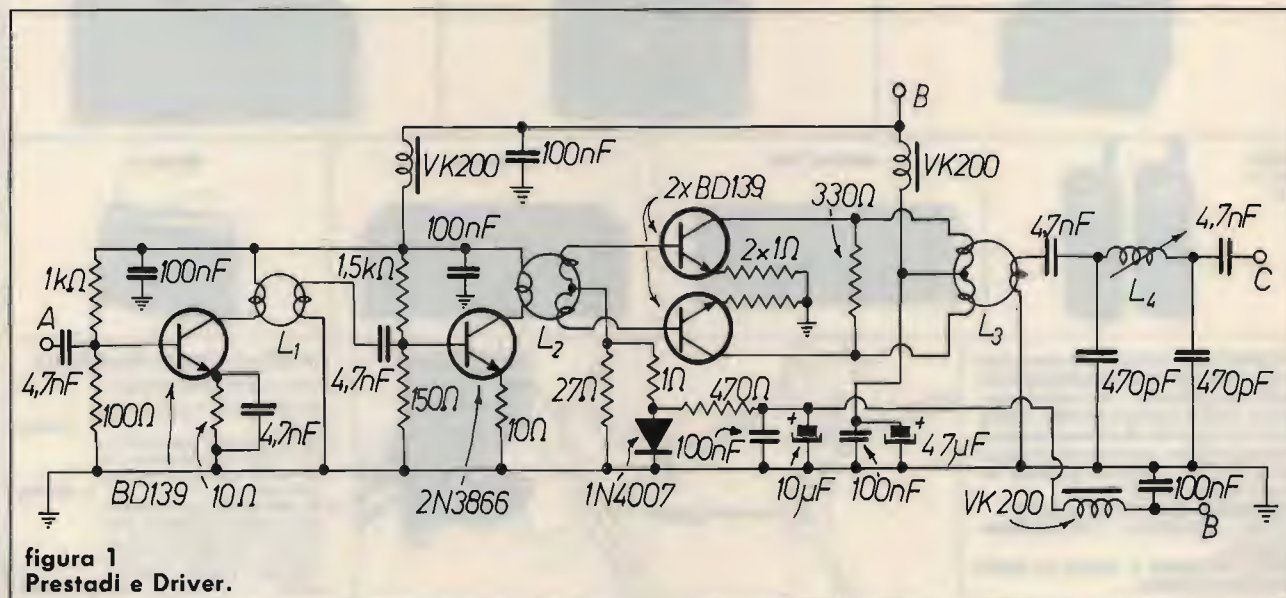 B
VK200
100nF
VK200
2xBD139
330Ω
100nF
4,7nF
4,7nF
1kΩ
100nF
1,5kΩ
2x1Ω
A
L1
L2
L3
L4
C
4,7nF
100Ω
4,7nF
150Ω
27Ω
1Ω
470Ω
470pF
470pF
4,7nF
10Ω
100nF
+
+
47µF
BD139
10Ω
2N3866
1N4007
10µF
100nF
VK200
100nF
B
figura 1
Prestadi e Driver.